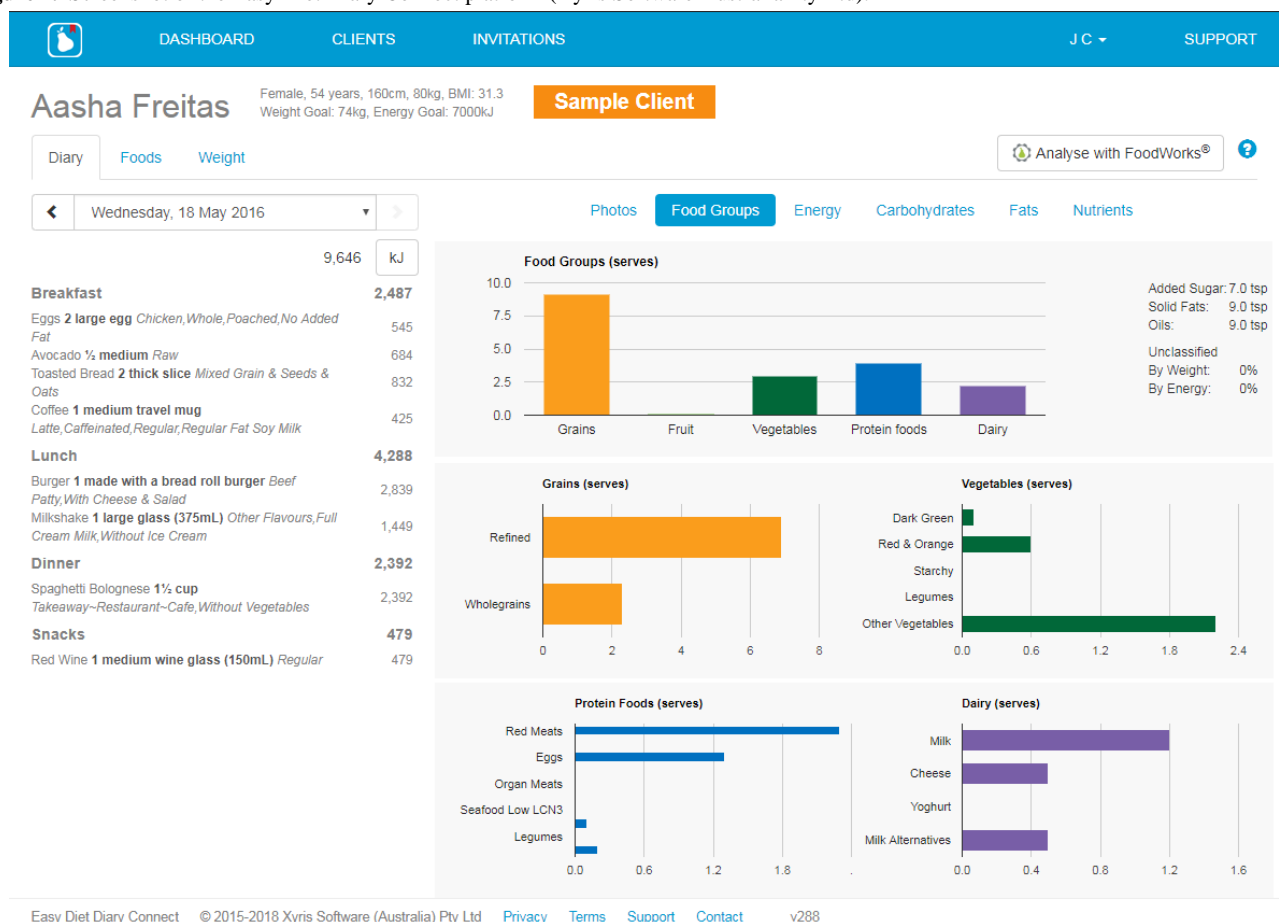 DASHBOARD CLIENTS INVITATIONS J C SUPPORT
Aasha Freitas
Female, 54 years, 160cm, 80kg, BMI: 31.3
Weight Goal: 74kg, Energy Goal: 7000kJ
Sample Client
Diary Foods Weight
Analyse with FoodWorks®
?
Wednesday, 18 May 2016
Photos Food Groups Energy Carbohydrates Fats Nutrients
9,646 kJ
Breakfast 2,487
Eggs 2 large egg Chicken,Whole,Poached,No Added
Fat
545
Avocado ½ medium Raw 684
Toasted Bread 2 thick slice Mixed Grain & Seeds &
Oats
832
Coffee 1 medium travel mug
Latte,Caffeinated,Regular,Regular Fat Soy Milk
425
Lunch 4,288
Burger 1 made with a bread roll burger Beef
Patty,With Cheese & Salad
2,839
Milkshake 1 large glass (375mL) Other Flavours,Full
Cream Milk,Without Ice Cream
1,449
Dinner 2,392
Spaghetti Bolognese 1½ cup
Takeaway~Restaurant~Cafe,Without Vegetables
2,392
Snacks 479
Red Wine 1 medium wine glass (150mL) Regular 479
Food Groups (serves)
10.0
7.5
5.0
2.5
0.0
Grains Fruit Vegetables Protein foods Dairy
Added Sugar: 7.0 tsp
Solid Fats: 9.0 tsp
Oils: 9.0 tsp
Unclassified
By Weight: 0%
By Energy: 0%
Grains (serves)
Refined
Wholegrains
0 2 4 6 8
Vegetables (serves)
Dark Green
Red & Orange
Starchy
Legumes
Other Vegetables
0.0 0.6 1.2 1.8 2.4
Protein Foods (serves)
Red Meats
Eggs
Organ Meats
Seafood Low LCN3
Legumes
0.0 0.6 1.2 1.8 .
Dairy (serves)
Milk
Cheese
Yoghurt
Milk Alternatives
0.0 0.4 0.8 1.2 1.6
Easy Diet Diary Connect © 2015-2018 Xyris Software (Australia) Pty Ltd Privacy Terms Support Contact v288